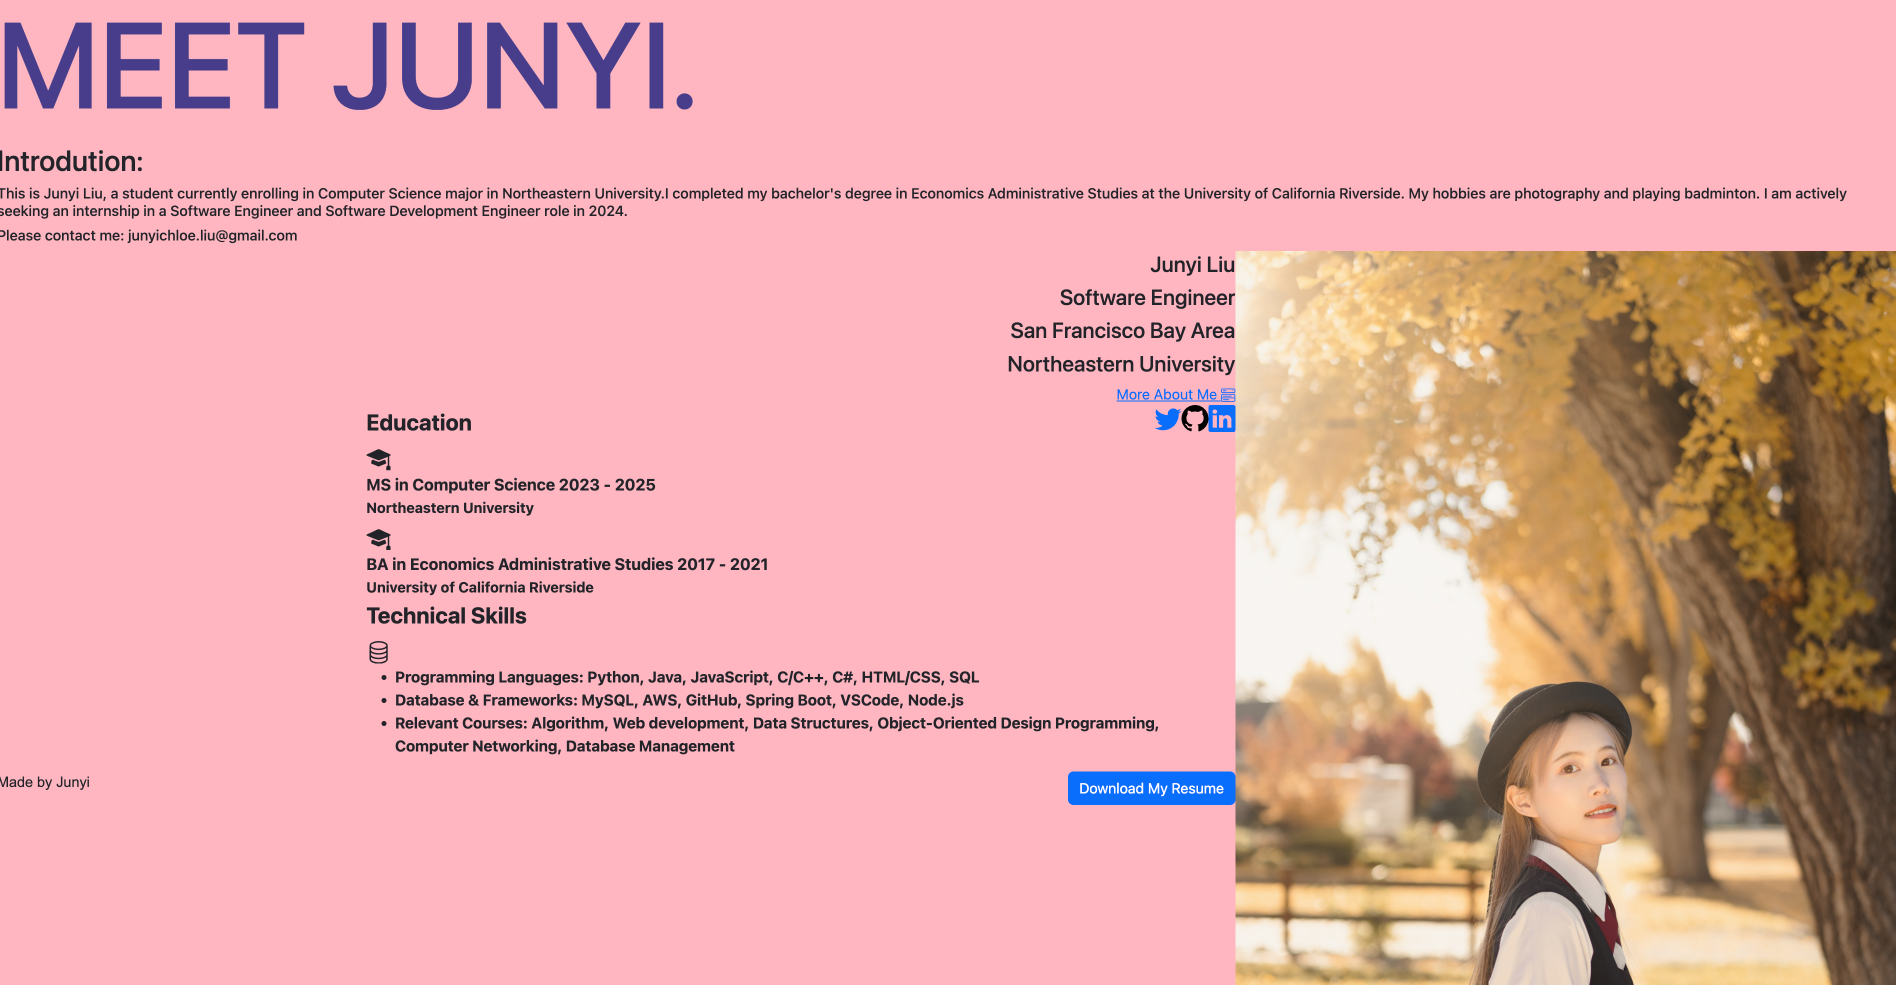 MEET JUNYI.
Introdution:
This is Junyi Liu, a student currently enrolling in Computer Science major in Northeastern University.I completed my bachelor's degree in Economics Administrative Studies at the University of California Riverside. My hobbies are photography and playing badminton. I am actively
seeking an internship in a Software Engineer and Software Development Engineer role in 2024.
Please contact me: junyichloe.liu@gmail.com
Junyi Liu
Software Engineer
San Francisco Bay Area
Northeastern University
More About Me
in
Education
MS in Computer Science 2023 - 2025
Northeastern University
BA in Economics Administrative Studies 2017 - 2021
University of California Riverside
Technical Skills
• Programming Languages: Python, Java, JavaScript, C/C++, C#, HTML/CSS, SQL
• Database & Frameworks: MySQL, AWS, GitHub, Spring Boot, VSCode, Node.js
• Relevant Courses: Algorithm, Web development, Data Structures, Object-Oriented Design Programming,
Computer Networking, Database Management
Made by Junyi
Download My Resume